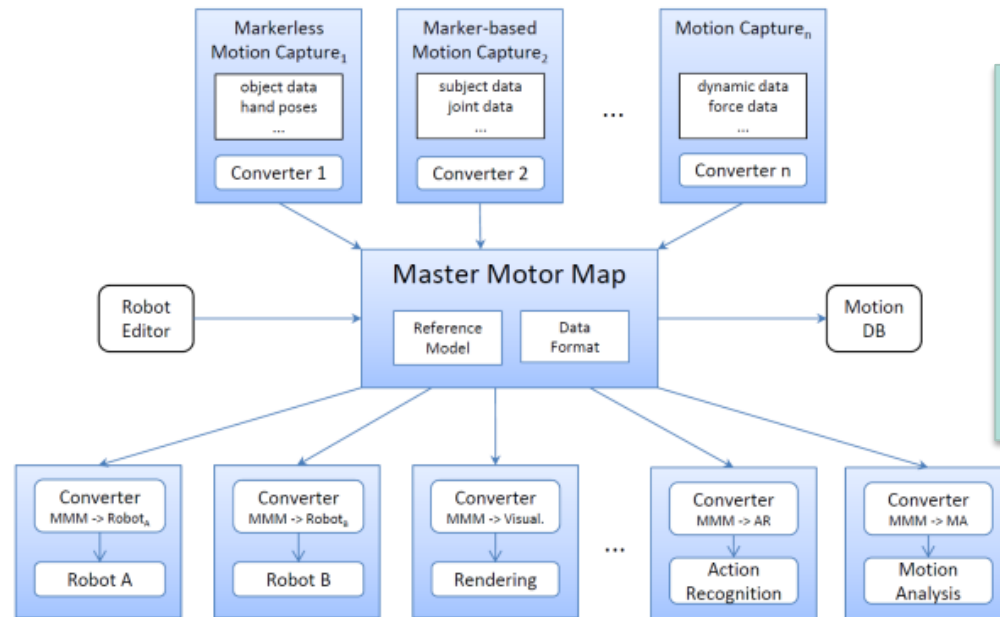 Markerless
Motion Capture₁
object data
hand poses
...
Converter 1
Marker-based
Motion Capture₂
subject data
joint data
...
Converter 2
...
Motion Captureₙ
dynamic data
force data
...
Converter n
Robot
Editor
Master Motor Map
Reference
Model
Data
Format
Motion
DB
Converter
MMM -> Robot_A
Robot A
Converter
MMM -> Robot_B
Robot B
Converter
MMM -> Visual.
Rendering
...
Converter
MMM -> AR
Action
Recognition
Converter
MMM -> MA
Motion
Analysis